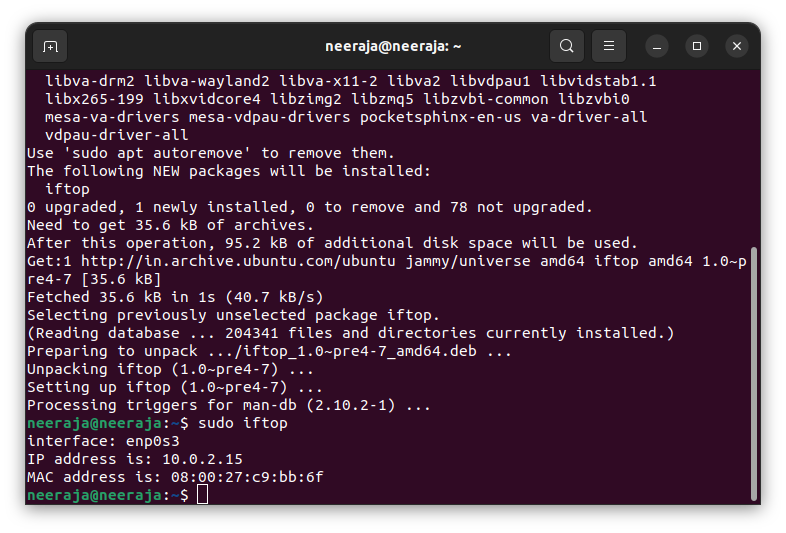 neeraja@neeraja: ~
libva-drm2 libva-wayland2 libva-x11-2 libva2 libvdpau1 libvidstab1.1
libx265-199 libxvidcore4 libzimg2 libzmq5 libzvbi-common libzvbi0
mesa-va-drivers mesa-vdpau-drivers pocketsphinx-en-us va-driver-all
vdpau-driver-all
Use 'sudo apt autoremove' to remove them.
The following NEW packages will be installed:
iftop
0 upgraded, 1 newly installed, 0 to remove and 78 not upgraded.
Need to get 35.6 kB of archives.
After this operation, 95.2 kB of additional disk space will be used.
Get:1 http://in.archive.ubuntu.com/ubuntu jammy/universe amd64 iftop amd64 1.0~p
re4-7 [35.6 kB]
Fetched 35.6 kB in 1s (40.7 kB/s)
Selecting previously unselected package iftop.
(Reading database ... 204341 files and directories currently installed.)
Preparing to unpack .../iftop_1.0~pre4-7_amd64.deb ...
Unpacking iftop (1.0~pre4-7) ...
Setting up iftop (1.0~pre4-7) ...
Processing triggers for man-db (2.10.2-1) ...
neeraja@neeraja:~$ sudo iftop
interface: enp0s3
IP address is: 10.0.2.15
MAC address is: 08:00:27:c9:bb:6f
neeraja@neeraja:~$